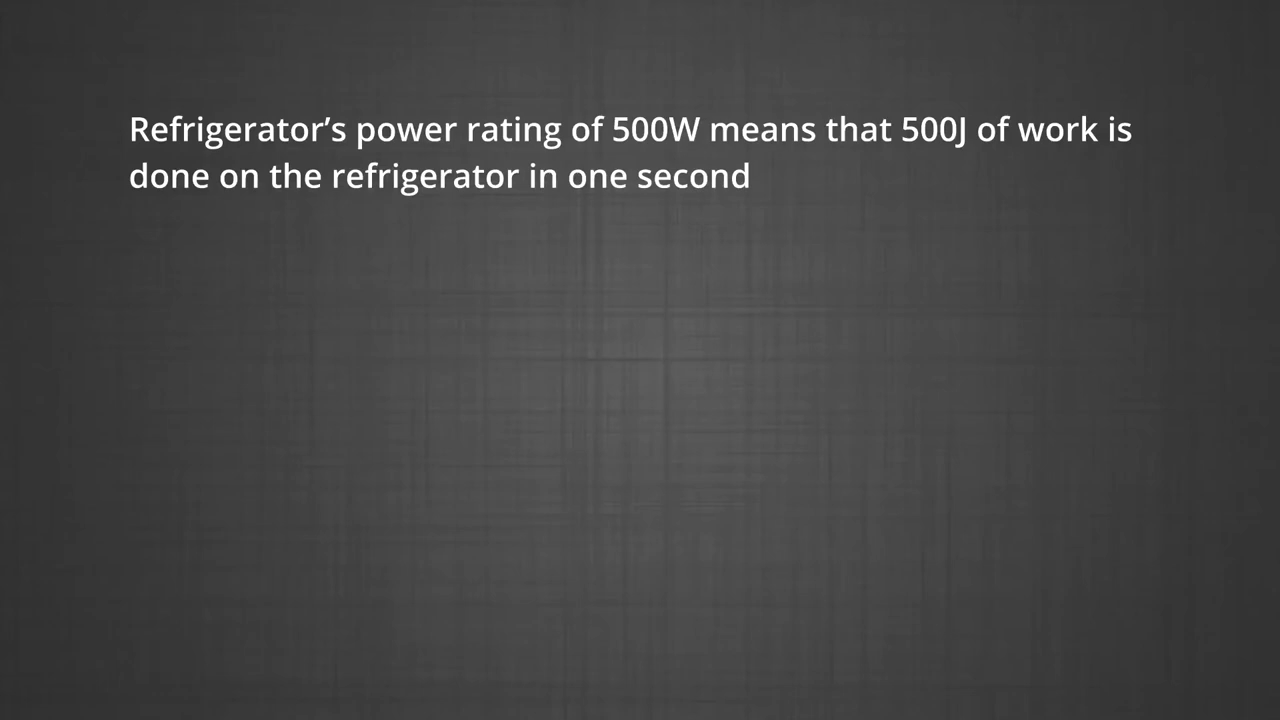 Refrigerator’s power rating of 500W means that 500J of work is
done on the refrigerator in one second